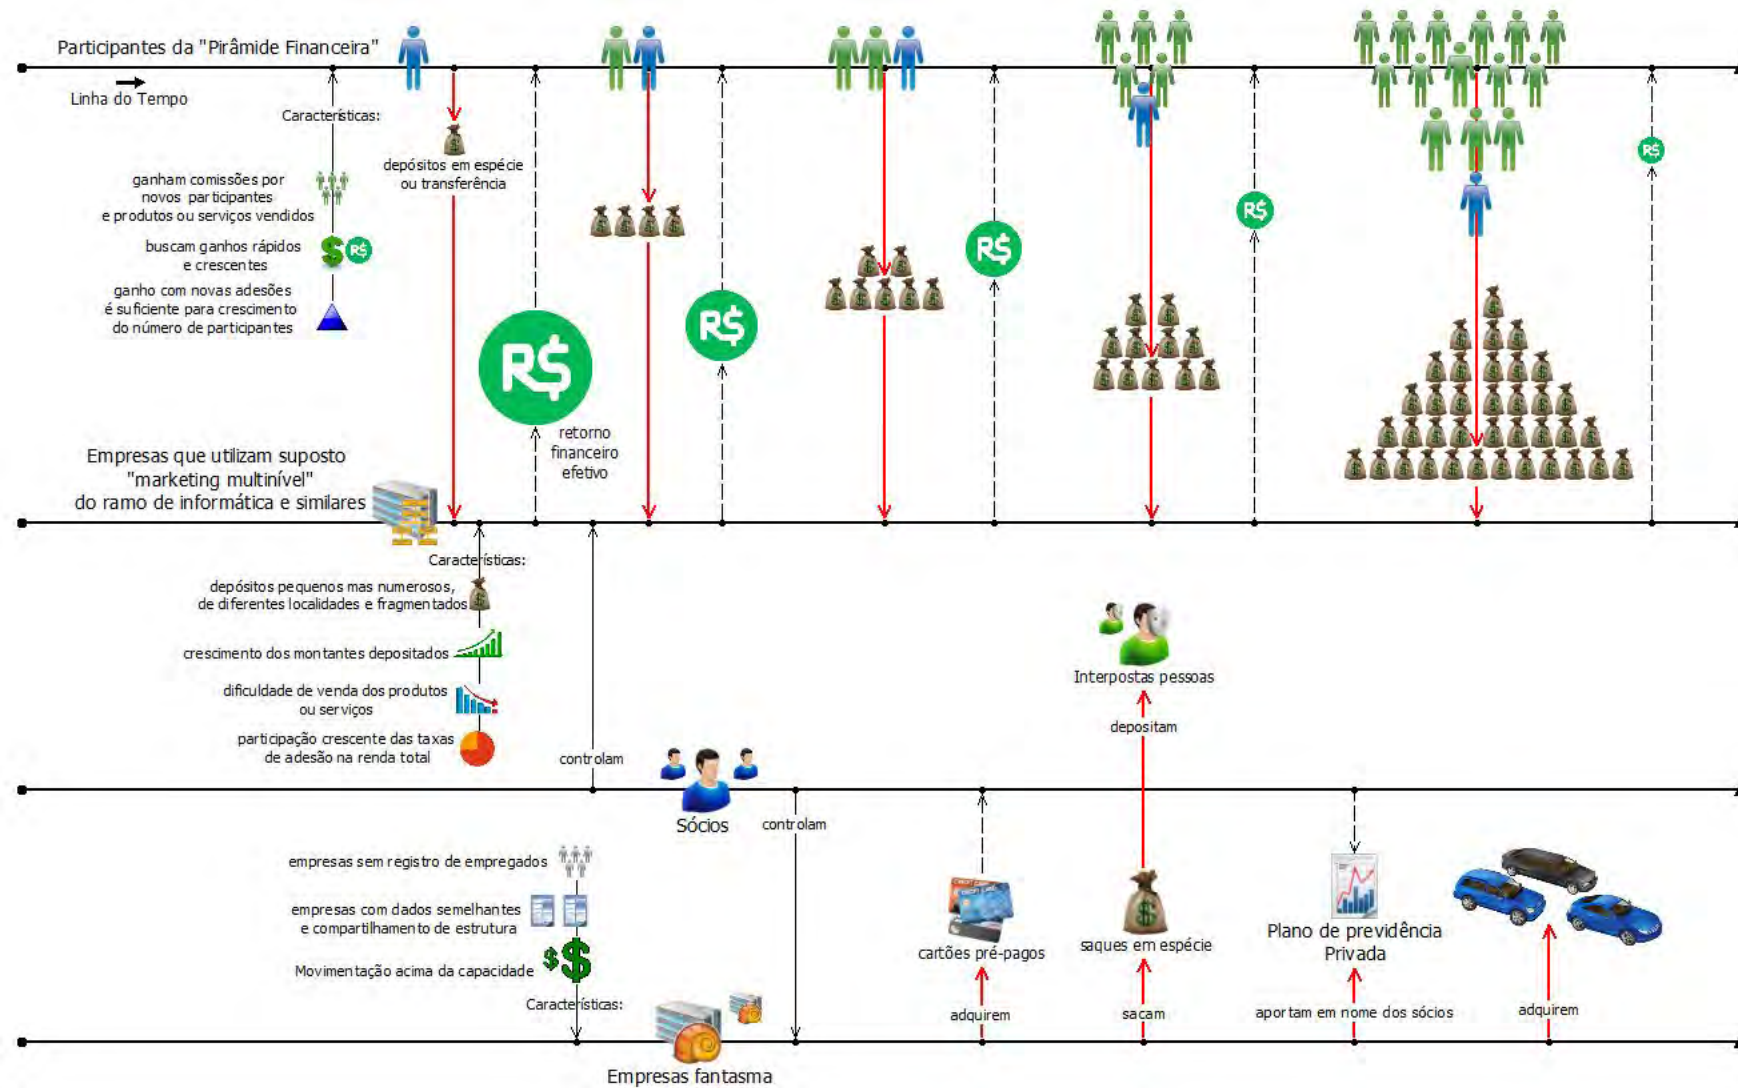 Participantes da "Pirâmide Financeira"
Linha do Tempo
Características:
ganham comissões por
novos participantes
e produtos ou serviços vendidos
buscam ganhos rápidos
e crescentes
ganho com novas adesões
é suficiente para crescimento
do número de participantes
depósitos em espécie
ou transferência
R$
R$
R$
R$
R$
R$
retorno
financeiro
efetivo
Empresas que utilizam suposto
"marketing multinível"
do ramo de informática e similares
Características:
depósitos pequenos mas numerosos,
de diferentes localidades e fragmentados
crescimento dos montantes depositados
dificuldade de venda dos produtos
ou serviços
participação crescente das taxas
de adesão na renda total
controlam
Sócios
controlam
Interpostas pessoas
depositam
empresas sem registro de empregados
empresas com dados semelhantes
e compartilhamento de estrutura
Movimentação acima da capacidade
Características:
Empresas fantasma
cartões pré-pagos
adquirem
saques em espécie
sacam
Plano de previdência
Privada
aportam em nome dos sócios
adquirem